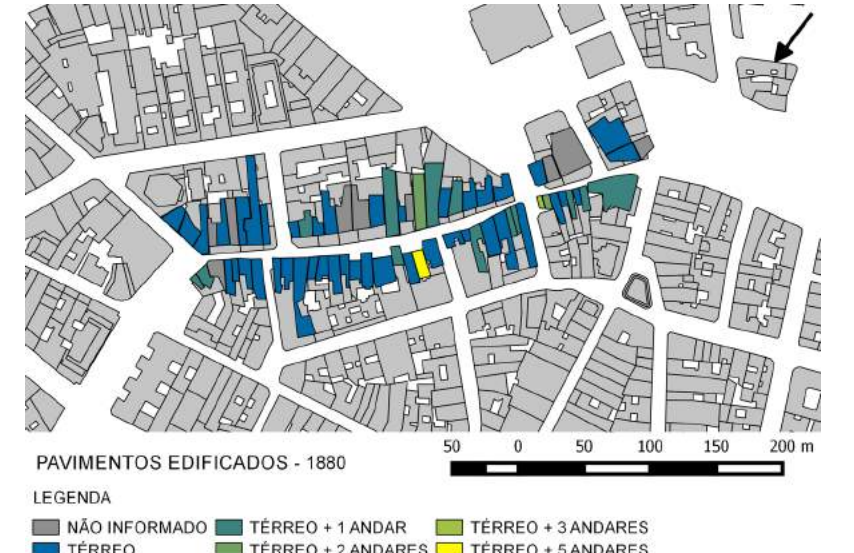 50 0 50 100 150 200 m
PAVIMENTOS EDIFICADOS - 1880
LEGENDA
NÃO INFORMADO TÉRREO + 1 ANDAR TÉRREO + 3 ANDARES
TÉRREO TÉRREO + 2 ANDARES TÉRREO + 5 ANDARES